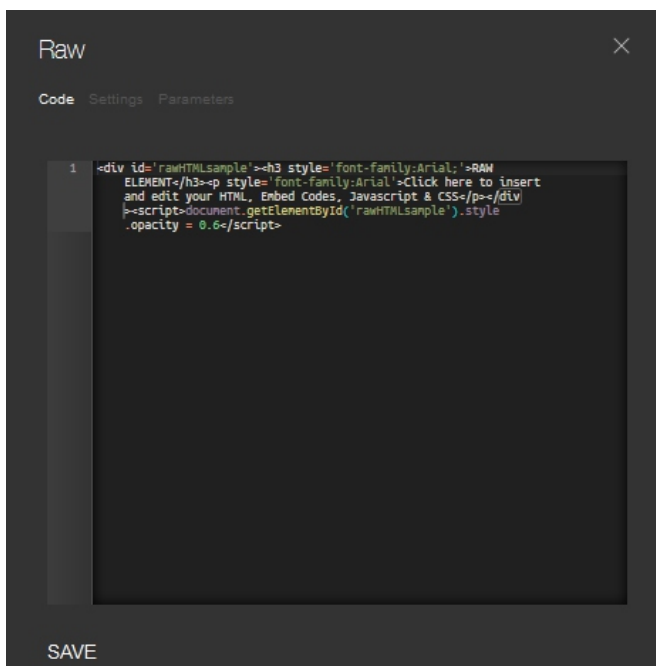 Raw
Code Settings Parameters
1 <div id='rawHTMLsample'><h3 style='font-family:Arial;'>RAW
ELEMENT</h3><p style='font-family:Arial'>Click here to insert
and edit your HTML, Embed Codes, Javascript & CSS</p></div
><script>document.getElementById('rawHTMLsample').style
.opacity = 0.6</script>
SAVE